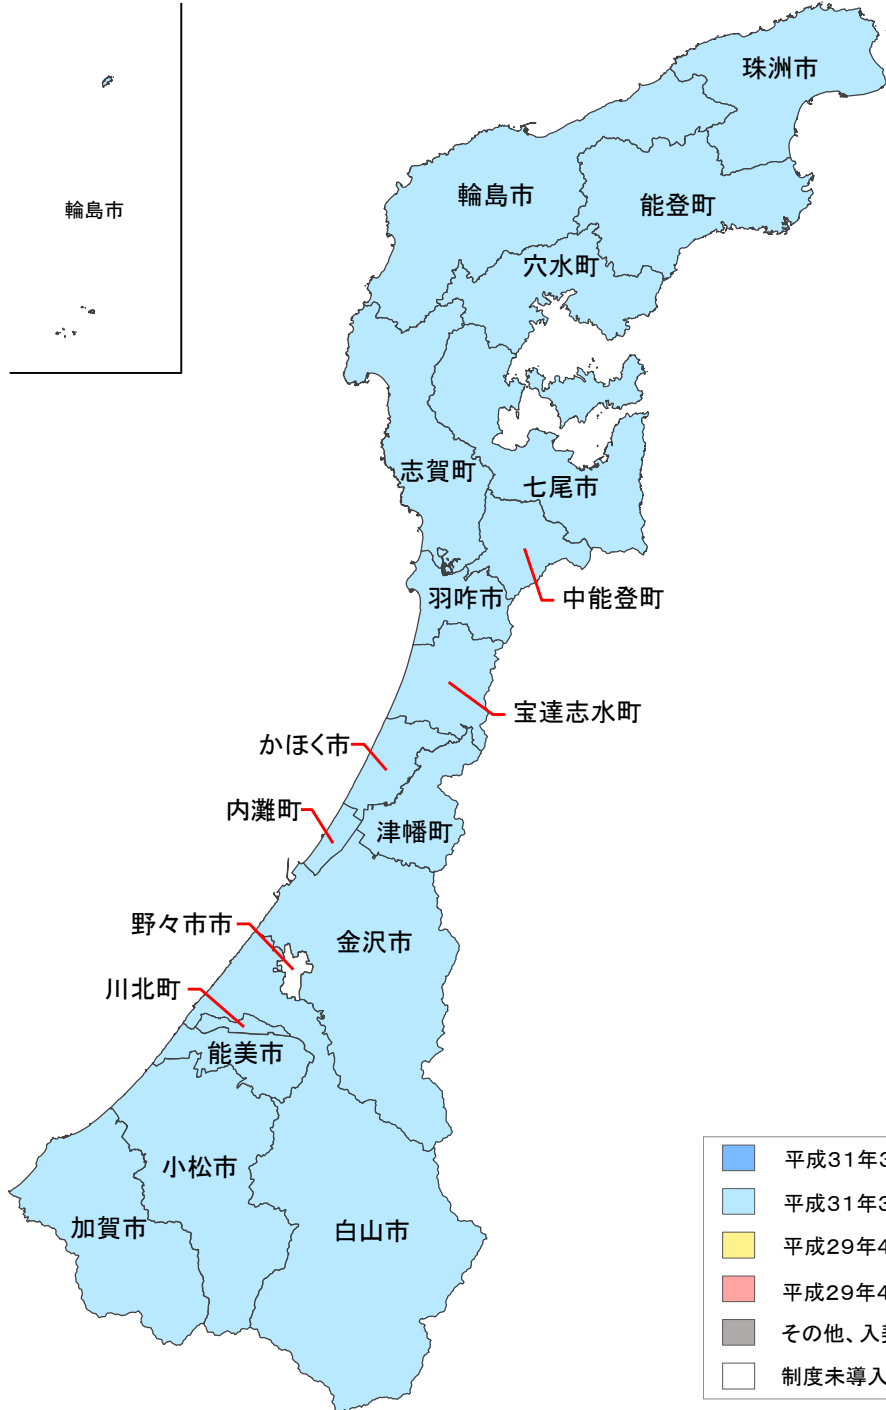 珠洲市
輪島市
輪島市
能登町
穴水町
志賀町
七尾市
羽咋市
中能登町
宝達志水町
かほく市
内灘町
津幡町
野々市市
金沢市
川北町
能美市
小松市
加賀市
白山市
平成31年3
平成31年3
平成29年4
平成29年4
その他、入
制度未導入